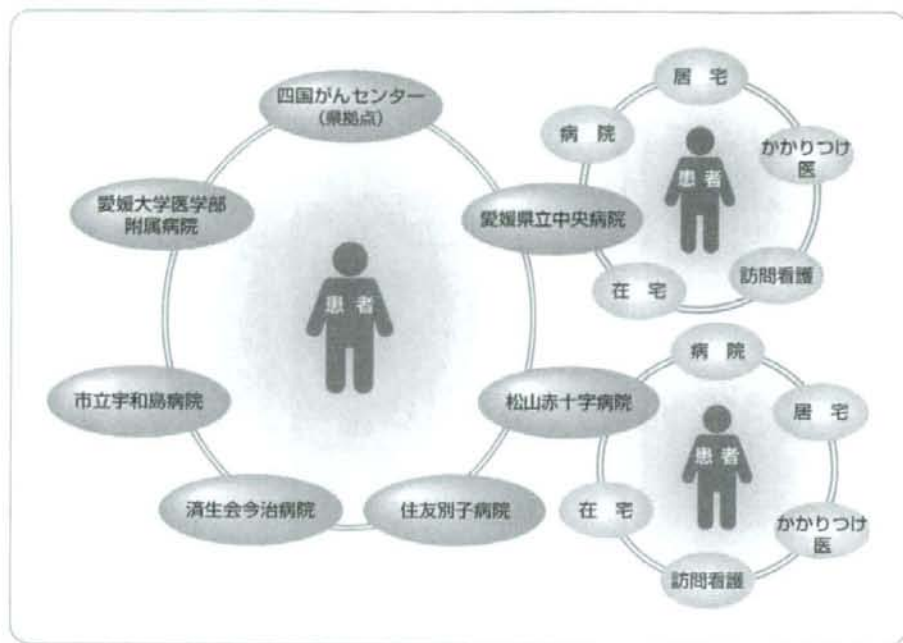 四国がんセンター
(県拠点)
愛媛大学医学部
附属病院
愛媛県立中央病院
患者
市立宇和島病院
松山赤十字病院
済生会今治病院
住友別子病院
居 宅
病 院
かかりつけ
医
患者
在 宅
訪問看護
病 院
居 宅
患者
在 宅
かかりつけ
医
訪問看護